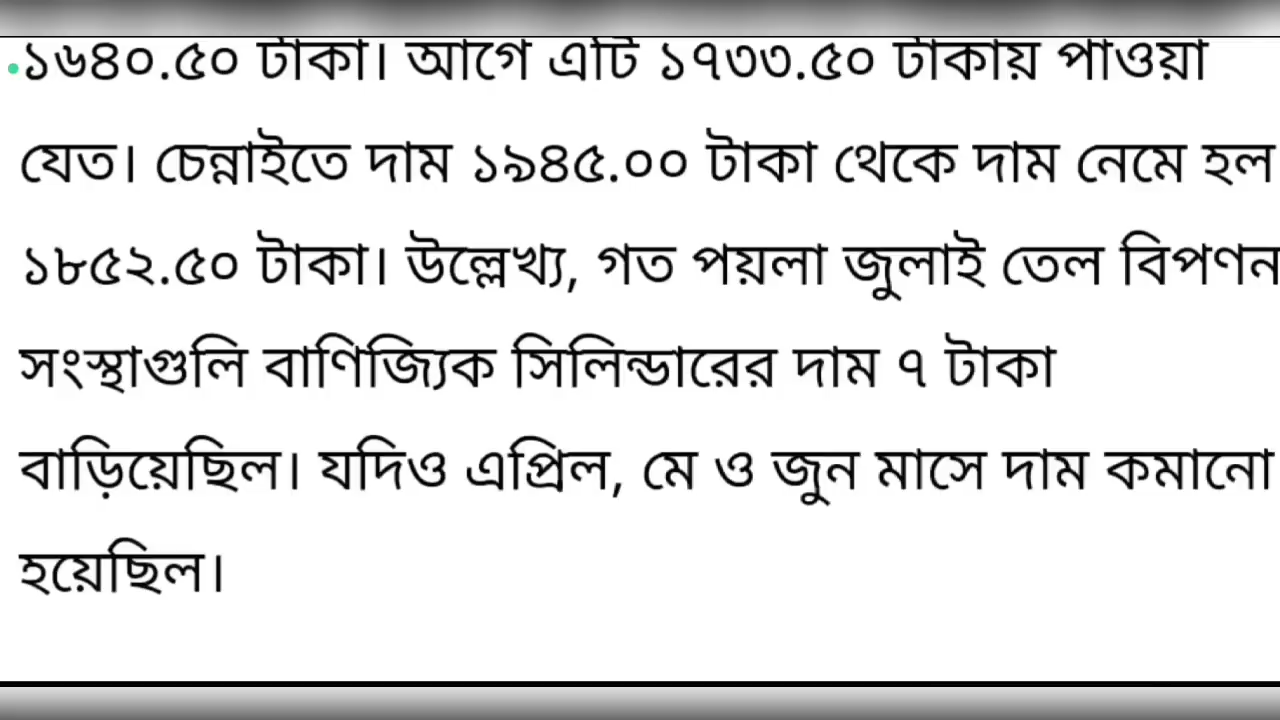 ১৬৪০.৫০ টাকা। আগে এটি ১৭৩৩.৫০ টাকায় পাওয়া
যেত। চেন্নাইতে দাম ১৯৪৫.০০ টাকা থেকে দাম নেমে হল
১৮৫২.৫০ টাকা। উল্লেখ্য, গত পয়লা জুলাই তেল বিপণন
সংস্থাগুলি বাণিজ্যিক সিলিন্ডারের দাম ৭ টাকা
বাড়িয়েছিল। যদিও এপ্রিল, মে ও জুন মাসে দাম কমানো
হয়েছিল।